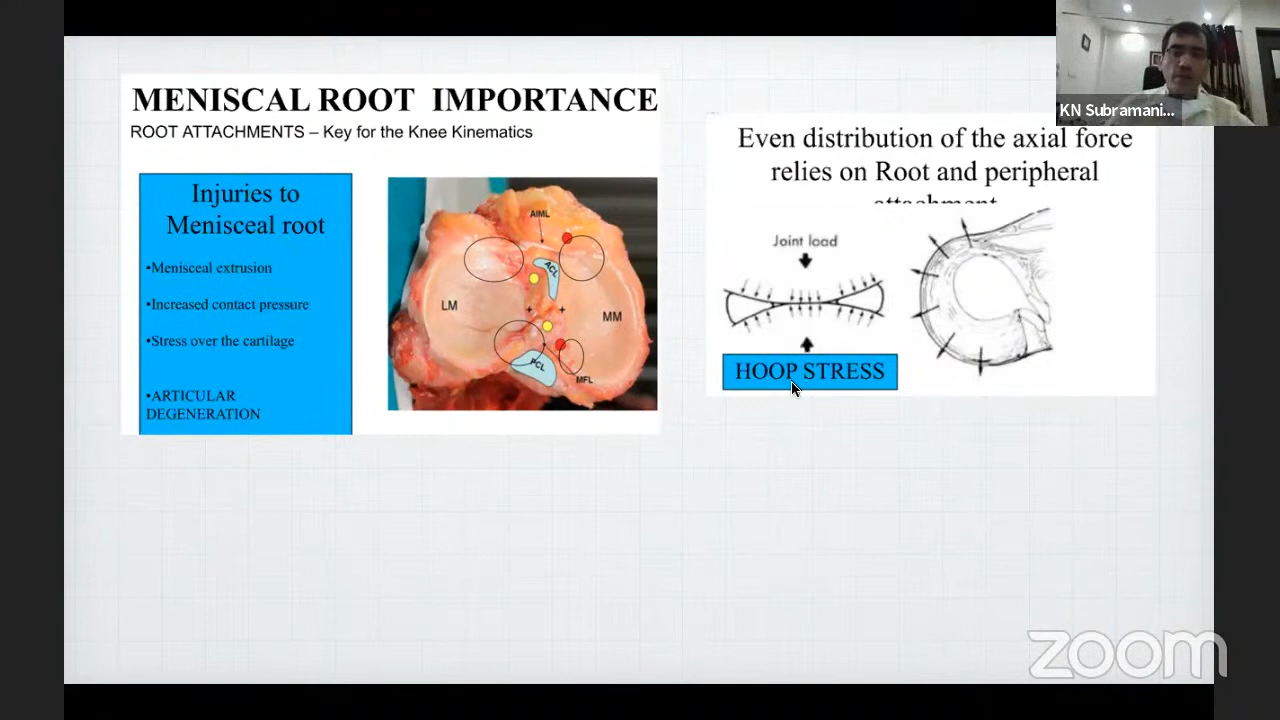 MENISCAL ROOT IMPORTANCE
ROOT ATTACHMENTS – Key for the Knee Kinematics
Injuries to
Menisceal root
•Menisceal extrusion
•Increased contact pressure
•Stress over the cartilage
•ARTICULAR
DEGENERATION
AIML
ACL
LM
MM
PCL
MFL
KN Subramani...
Even distribution of the axial force
relies on Root and peripheral
attachment
Joint load
HOOP STRESS
zoom